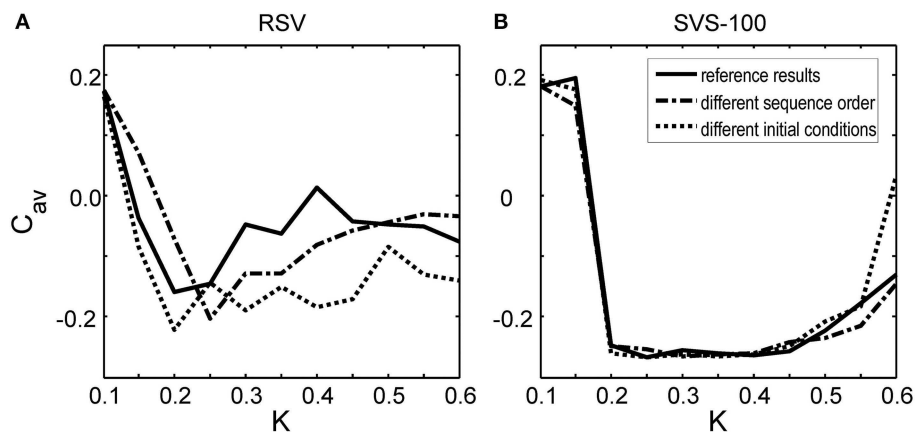 A
RSV
B
SVS-100
reference results
different sequence order
different initial conditions
C_av
0.2
0.0
-0.2
0.1
0.2
0.3
0.4
0.5
0.6
K
0.2
0
-0.2
0.1
0.2
0.3
0.4
0.5
0.6
K